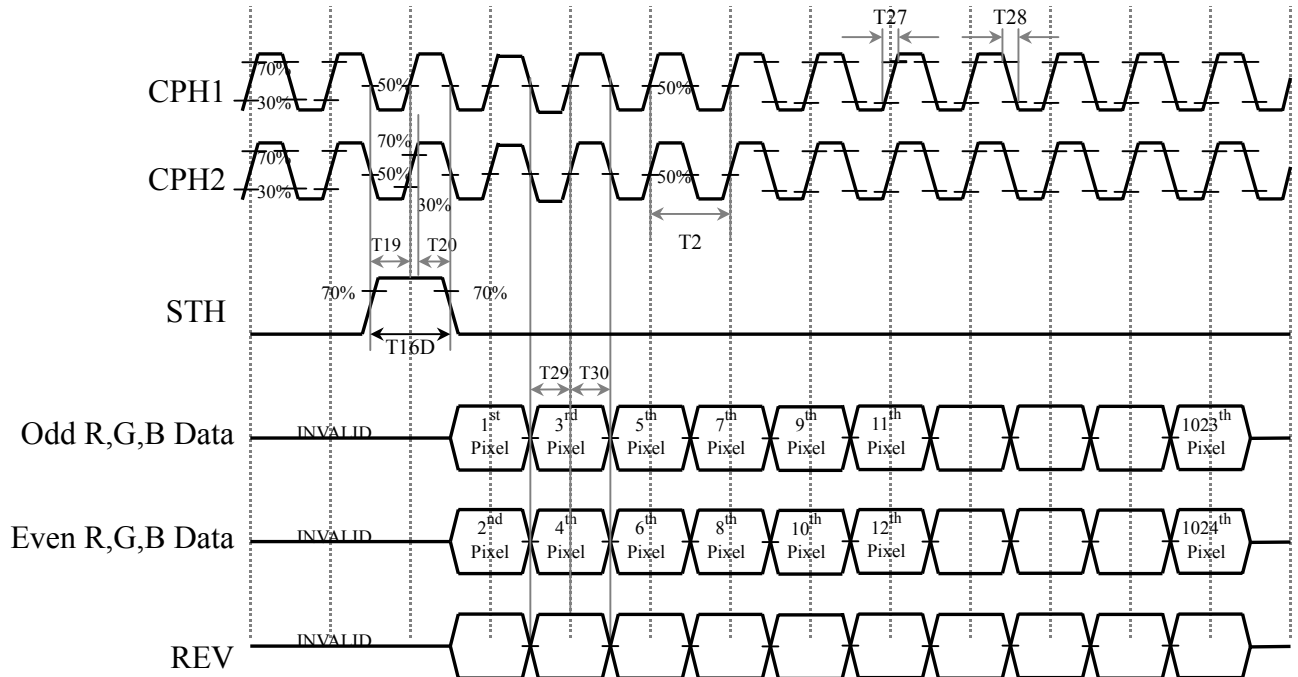 T27 T28
CPH1 70% 30% 50% 50%
CPH2 70% 30% 70% 50% 30% 50%
T2
T19 T20
STH 70% 70%
T16D
T29 T30
Odd R,G,B Data INVALID 1st Pixel 3rd Pixel 5th Pixel 7th Pixel 9th Pixel 11th Pixel 1023th Pixel
Even R,G,B Data INVALID 2nd Pixel 4th Pixel 6th Pixel 8th Pixel 10th Pixel 12th Pixel 1024th Pixel
REV INVALID